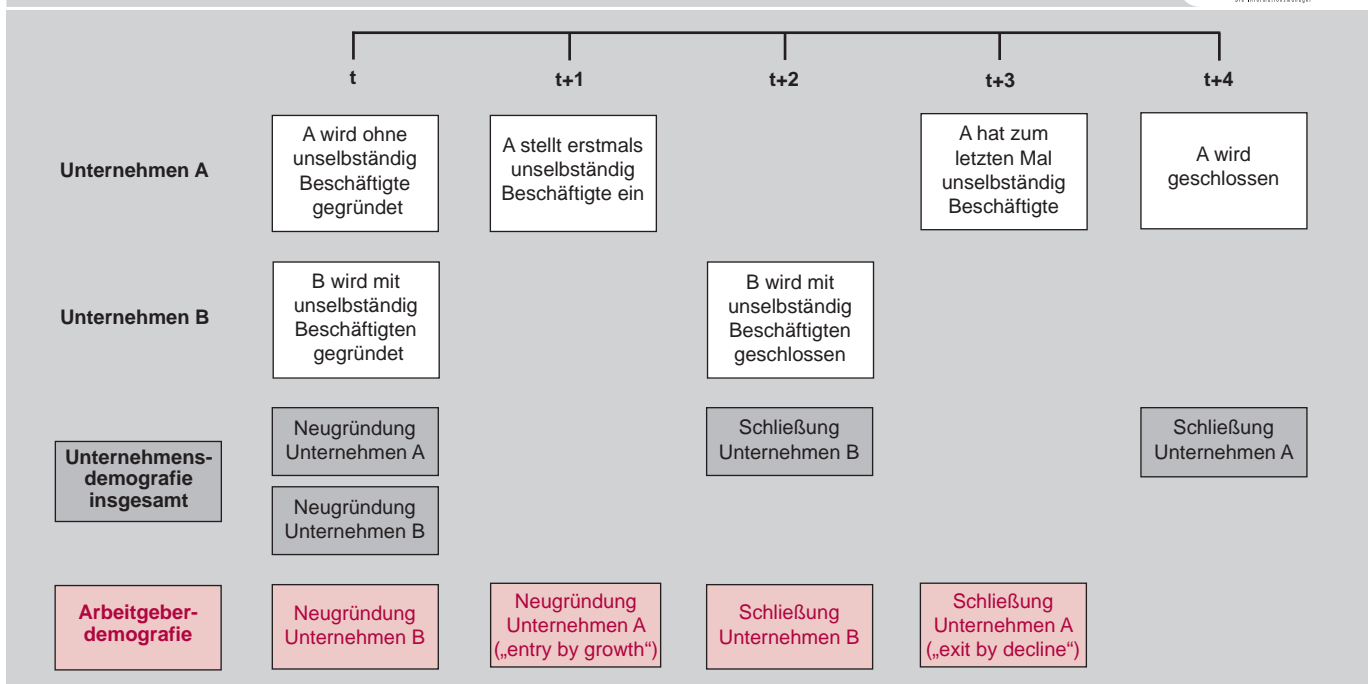 Die Informationsmanager
t t+1 t+2 t+3 t+4
Unternehmen A
A wird ohne
unselbständig
Beschäftigte
gegründet
A stellt erstmals
unselbständig
Beschäftigte ein
A hat zum
letzten Mal
unselbständig
Beschäftigte
A wird
geschlossen
Unternehmen B
B wird mit
unselbständig
Beschäftigten
gegründet
B wird mit
unselbständig
Beschäftigten
geschlossen
Unternehmens-
demografie
insgesamt
Neugründung
Unternehmen A
Neugründung
Unternehmen B
Schließung
Unternehmen B
Schließung
Unternehmen A
Arbeitgeber-
demografie
Neugründung
Unternehmen B
Neugründung
Unternehmen A
(„entry by growth“)
Schließung
Unternehmen B
Schließung
Unternehmen A
(„exit by decline“)